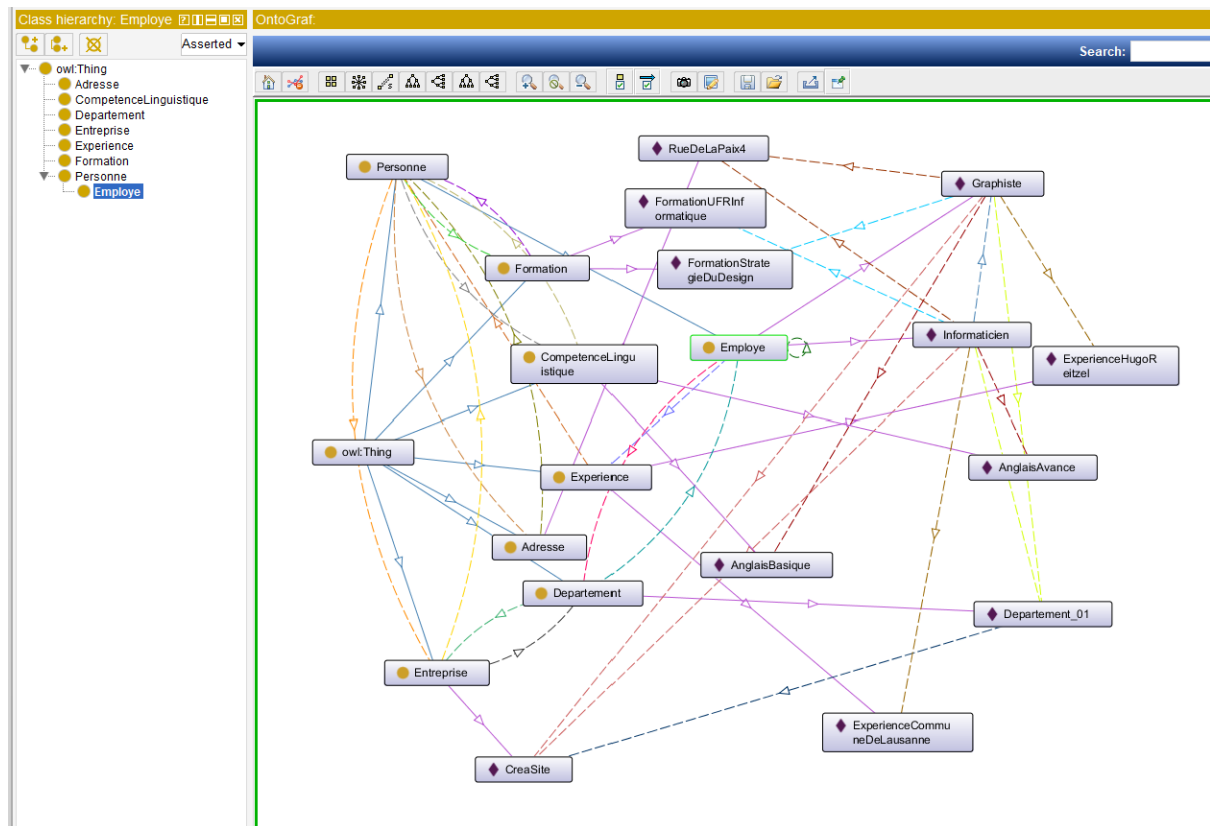 Class hierarchy: Employe
OntoGraf:
Asserted
Search:
owl:Thing
Adresse
CompetenceLinguistique
Departement
Entreprise
Experience
Formation
Personne
Employe
RueDeLaPaix4
Personne
Graphiste
FormationUFRInf
ormatique
Formation
FormationStrate
gieDuDesign
Informaticien
Employe
CompetenceLingu
istique
ExperienceHugoR
eitzel
owl:Thing
AnglaisAvance
Experience
Adresse
AnglaisBasique
Departement
Departement_01
Entreprise
ExperienceCommu
neDeLausanne
CreaSite